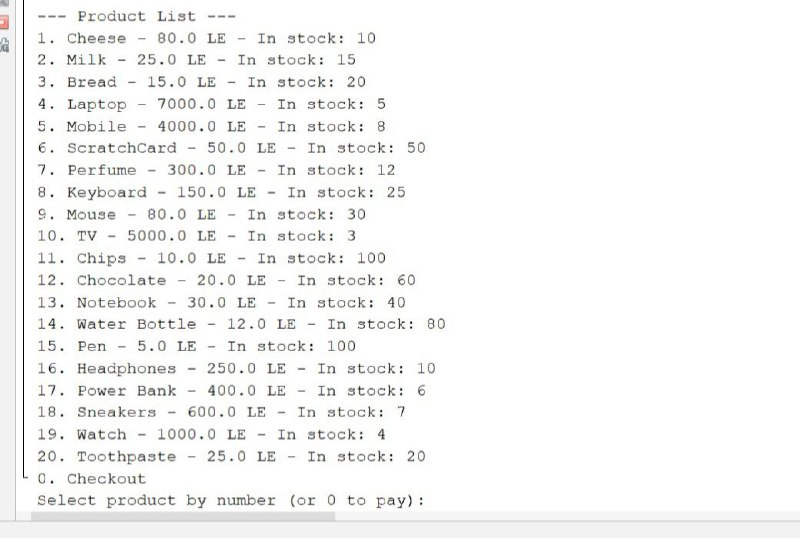 --- Product List ---
1. Cheese - 80.0 LE - In stock: 10
2. Milk - 25.0 LE - In stock: 15
3. Bread - 15.0 LE - In stock: 20
4. Laptop - 7000.0 LE - In stock: 5
5. Mobile - 4000.0 LE - In stock: 8
6. ScratchCard - 50.0 LE - In stock: 50
7. Perfume - 300.0 LE - In stock: 12
8. Keyboard - 150.0 LE - In stock: 25
9. Mouse - 80.0 LE - In stock: 30
10. TV - 5000.0 LE - In stock: 3
11. Chips - 10.0 LE - In stock: 100
12. Chocolate - 20.0 LE - In stock: 60
13. Notebook - 30.0 LE - In stock: 40
14. Water Bottle - 12.0 LE - In stock: 80
15. Pen - 5.0 LE - In stock: 100
16. Headphones - 250.0 LE - In stock: 10
17. Power Bank - 400.0 LE - In stock: 6
18. Sneakers - 600.0 LE - In stock: 7
19. Watch - 1000.0 LE - In stock: 4
20. Toothpaste - 25.0 LE - In stock: 20
0. Checkout
Select product by number (or 0 to pay):